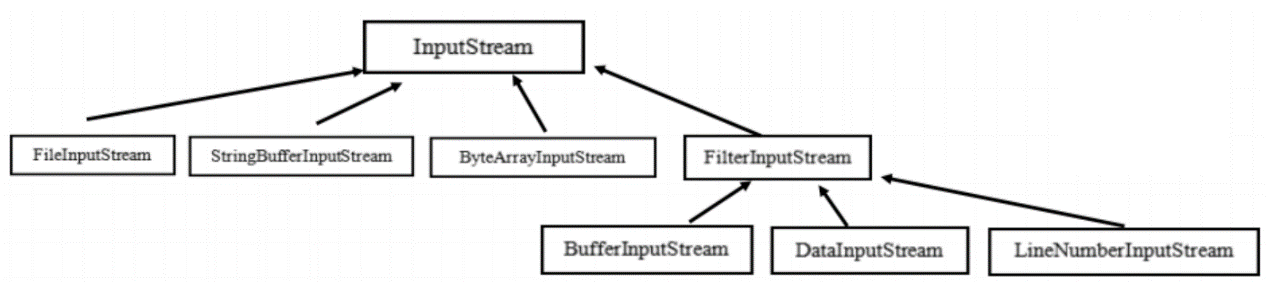 InputStream
FileInputStream
StringBufferInputStream
ByteArrayInputStream
FilterInputStream
BufferInputStream
DataInputStream
LineNumberInputStream